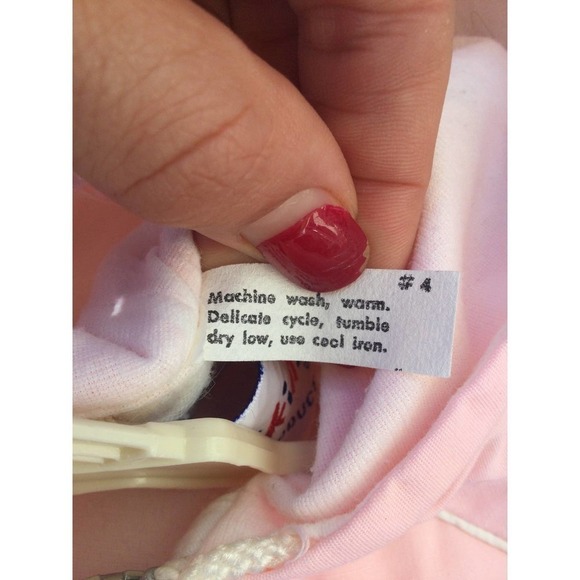 # 4
Machine wash, warm.
Delicate cycle, tumble
dry low, use cool iron.